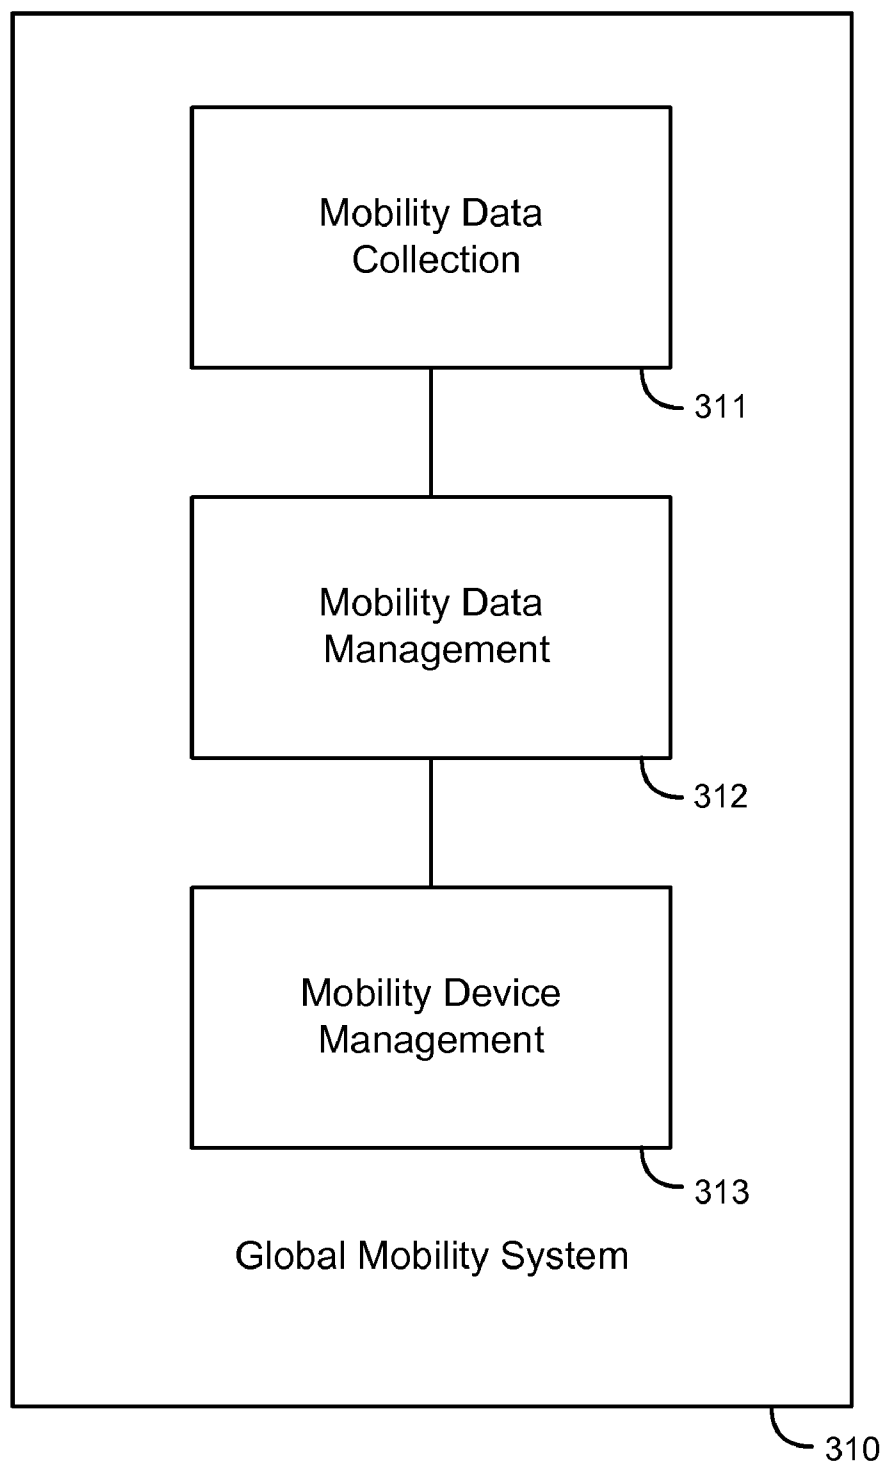 Mobility Data
Collection
311
Mobility Data
Management
312
Mobility Device
Management
313
Global Mobility System
310